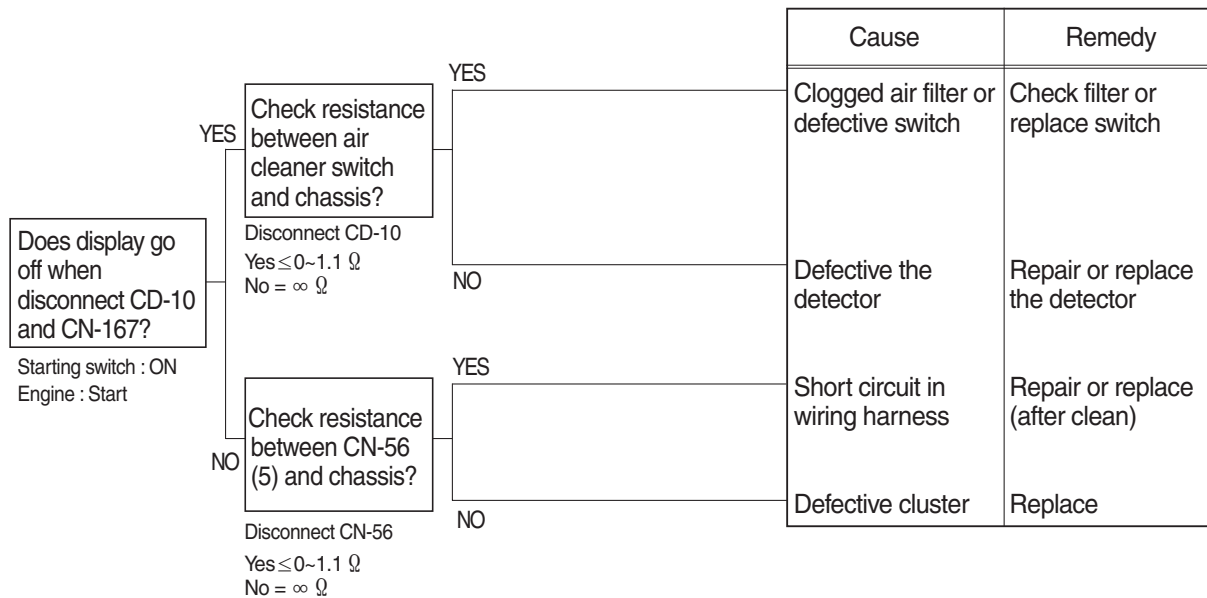 Cause
Remedy
YES
Clogged air filter or
defective switch
Check filter or
replace switch
YES
Check resistance
between air
cleaner switch
and chassis?
Disconnect CD-10
Yes≤0~1.1 Ω
No = ∞ Ω
NO
Defective the
detector
Repair or replace
the detector
Does display go
off when
disconnect CD-10
and CN-167?
Starting switch : ON
Engine : Start
YES
Short circuit in
wiring harness
Repair or replace
(after clean)
NO
Check resistance
between CN-56
(5) and chassis?
Disconnect CN-56
Yes≤0~1.1 Ω
No = ∞ Ω
NO
Defective cluster
Replace